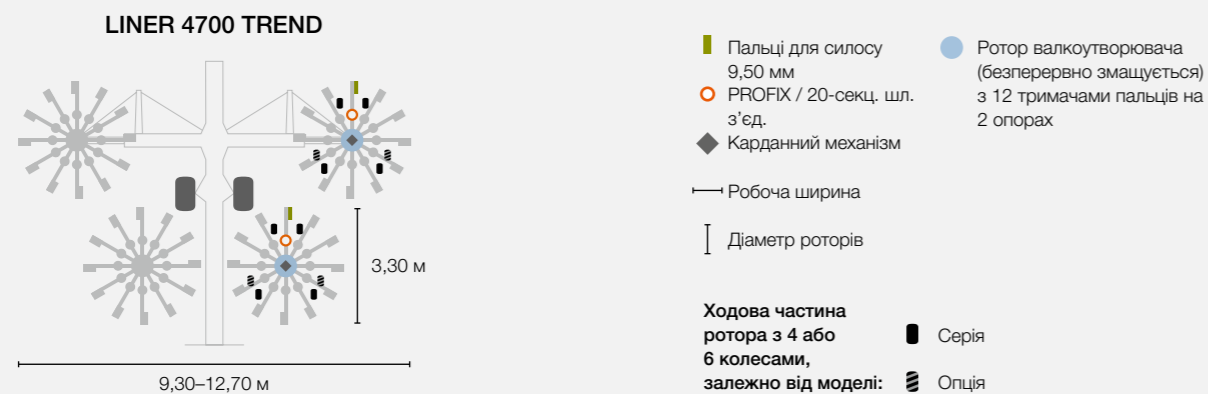 LINER 4700 TREND
3,30 м
9,30–12,70 м
Пальці для силосу
9,50 мм
PROFIX / 20-секц. шл.
з’єд.
Карданний механізм
Робоча ширина
Діаметр роторів
Ротор валкоутворювача
(безперервно змащується)
з 12 тримачами пальців на
2 опорах
Ходова частина
ротора з 4 або
6 колесами,
залежно від моделі:
Серія
Опція